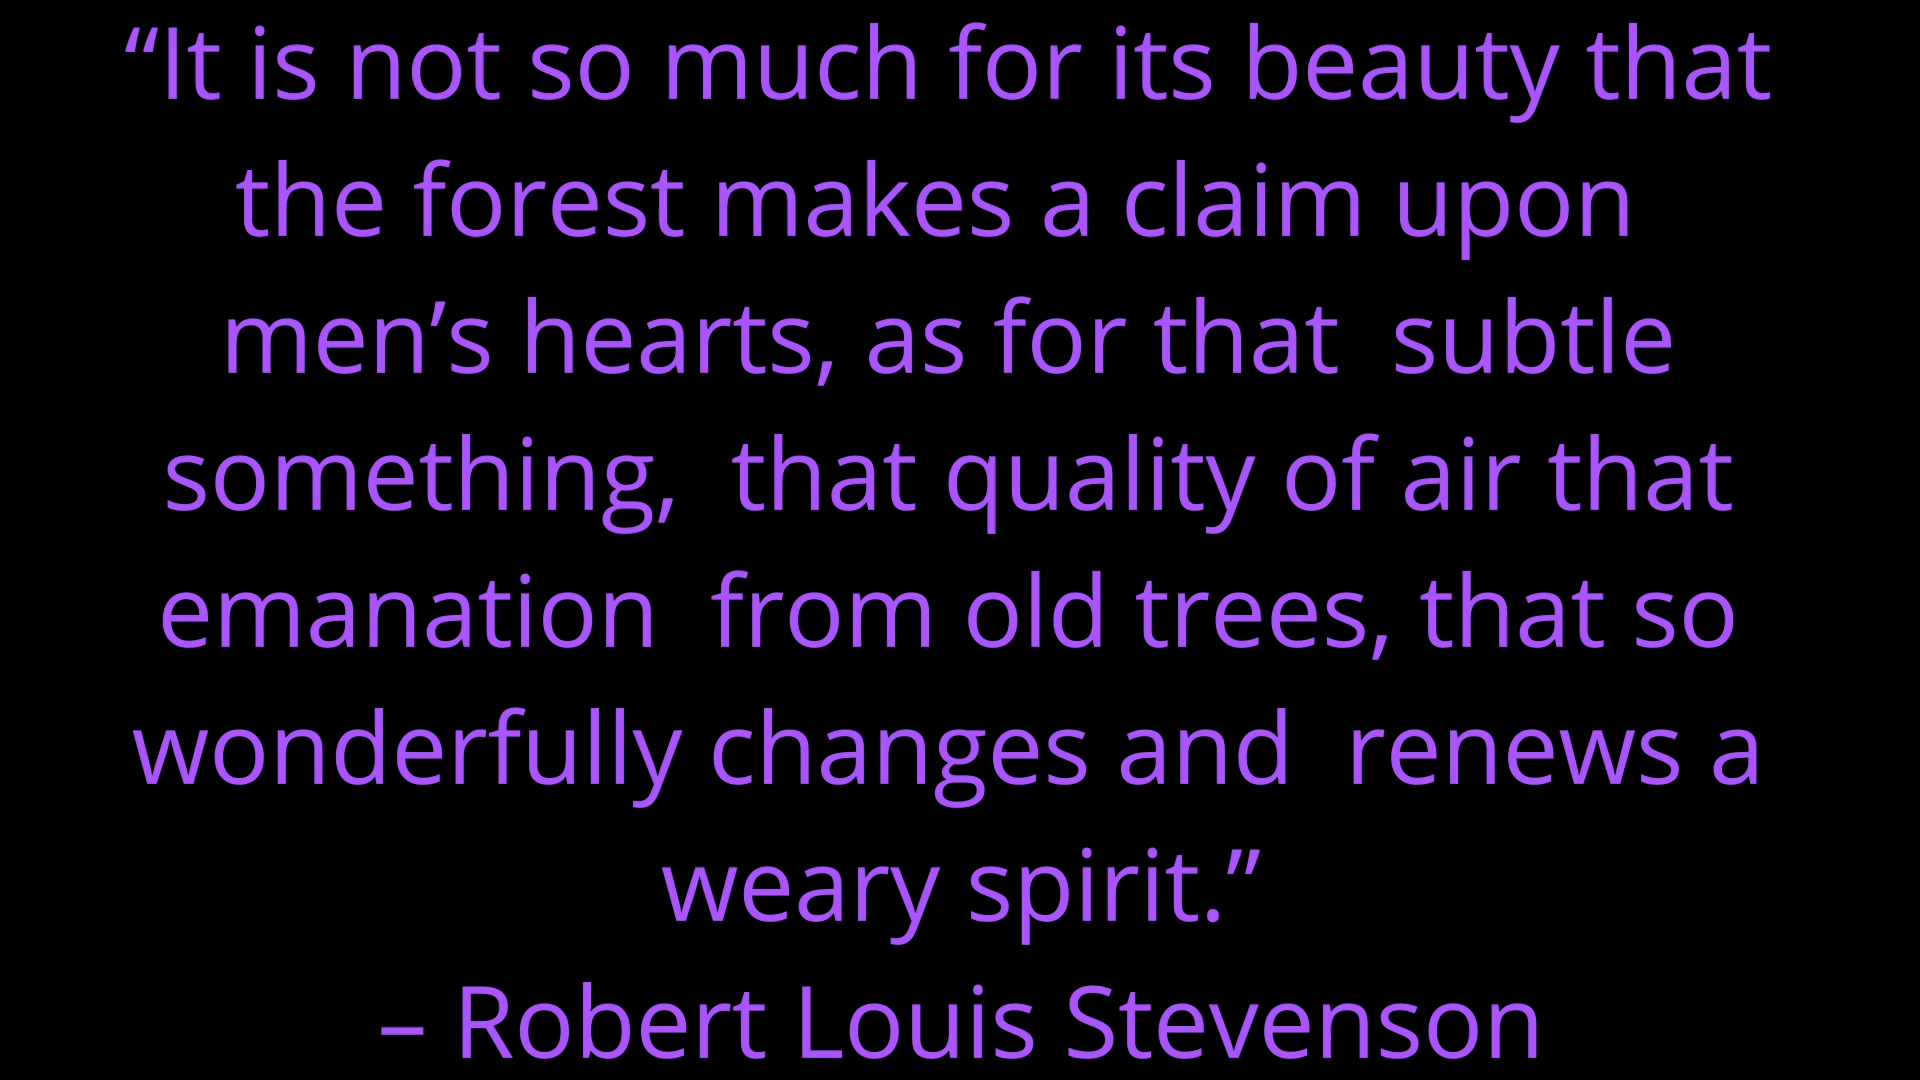 “It is not so much for its beauty that
the forest makes a claim upon
men’s hearts, as for that  subtle
something,  that quality of air that
emanation  from old trees, that so
wonderfully changes and  renews a
weary spirit.”
– Robert Louis Stevenson